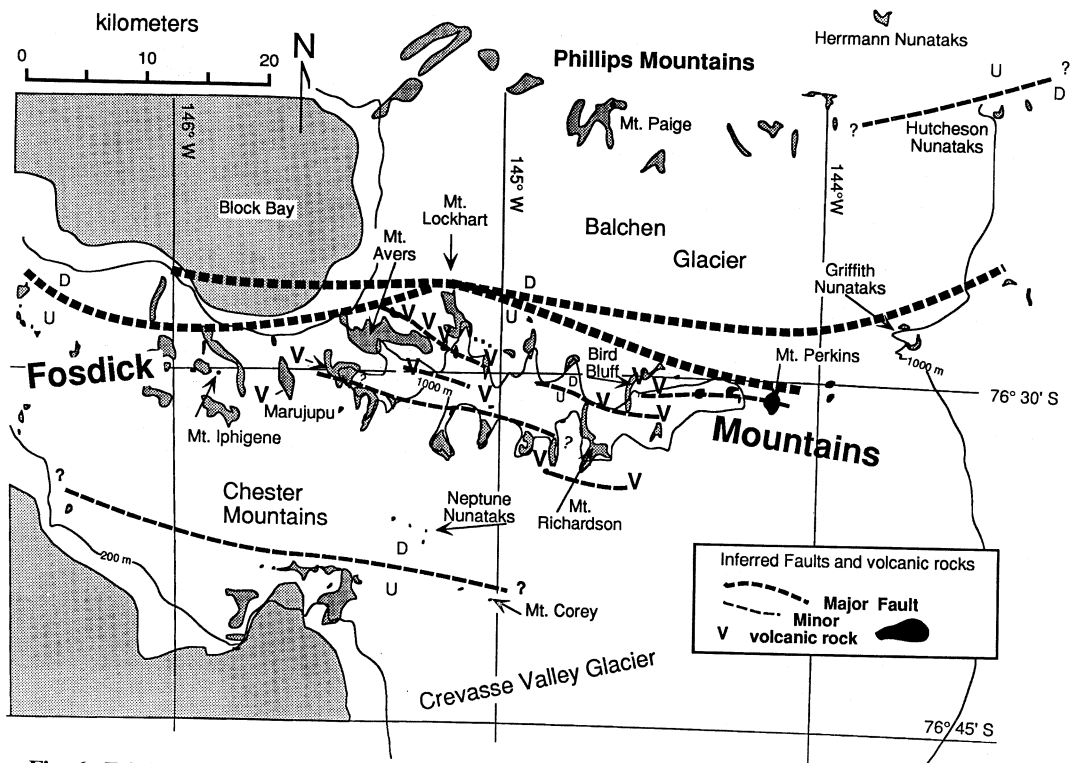 kilometers
0
10
20
N
Herrmann Nunataks
Phillips Mountains
U
?
D
?
Hutcheson
Nunataks
146° W
Mt. Paige
145° W
144° W
Block Bay
Mt.
Lockhart
Mt.
Avers
Balchen
Glacier
Griffith
Nunataks
D
D
U
U
V
V
V
V
V
V
V
V
Fosdick
Marujupu
Mt. Iphigene
1000 m
?
Bird
Bluff
V
V
D
U
V
V
Mt. Perkins
1000 m
76° 30' S
Mountains
?
V
V
Mt.
Richardson
?
Chester
Mountains
Neptune
Nunataks
200 m
D
U
?
Mt. Corey
Inferred Faults and volcanic rocks
Major Fault
Minor
V volcanic rock
Crevasse Valley Glacier
76° 45' S